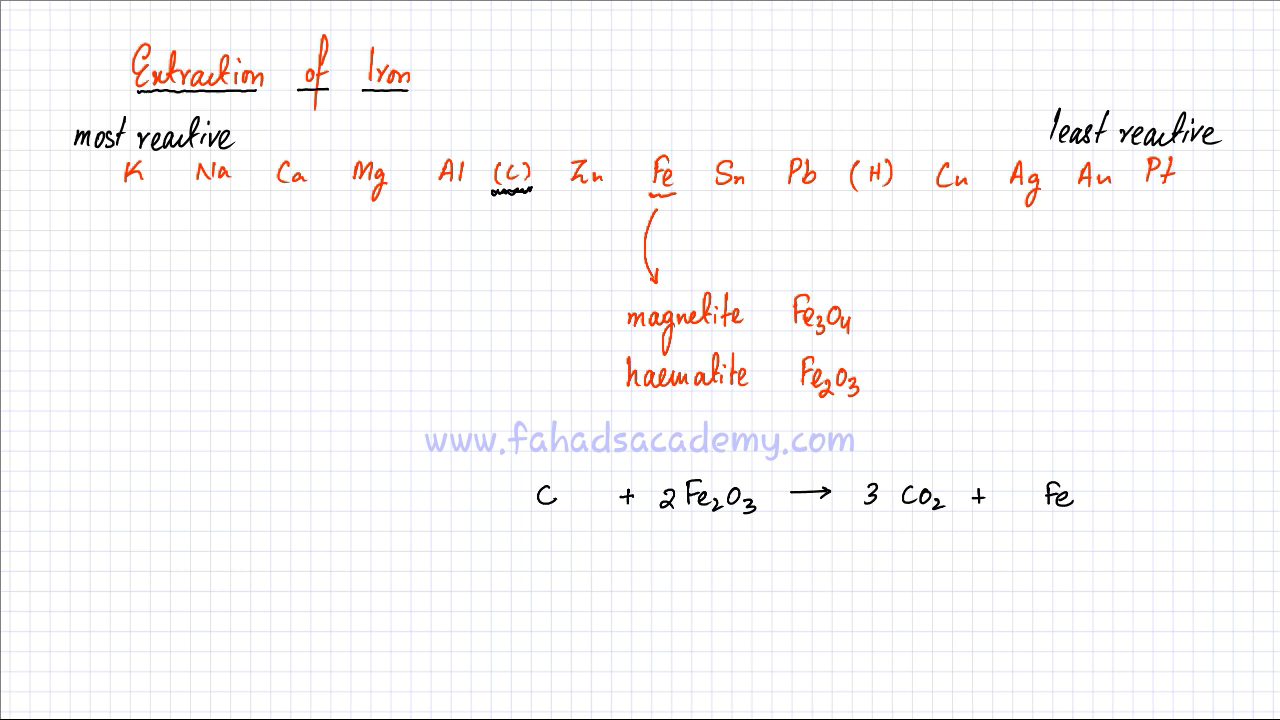 Extraction of Iron
most reactive least reactive
K Na Ca Mg Al (C) Zn Fe Sn Pb (H) Cu Ag Au Pt
magnetite Fe₃O₄
haematite Fe₂O₃
www.fahadsacademy.com
C + 2Fe₂O₃ → 3 CO₂ + Fe